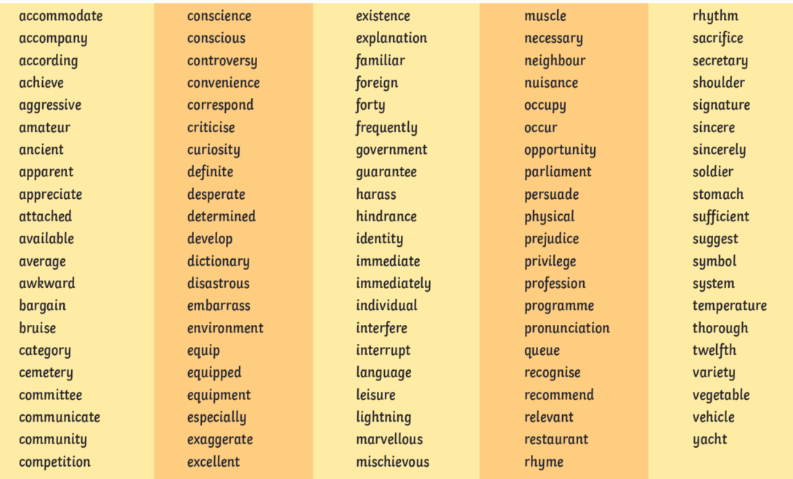 accommodate
accompany
according
achieve
aggressive
amateur
ancient
apparent
appreciate
attached
available
average
awkward
bargain
bruise
category
cemetery
committee
communicate
community
competition
conscience
conscious
controversy
convenience
correspond
criticise
curiosity
definite
desperate
determined
develop
dictionary
disastrous
embarrass
environment
equip
equipped
equipment
especially
exaggerate
excellent
existence
explanation
familiar
foreign
forty
frequently
government
guarantee
harass
hindrance
identity
immediate
immediately
individual
interfere
interrupt
language
leisure
lightning
marvellous
mischievous
muscle
necessary
neighbour
nuisance
occupy
occur
opportunity
parliament
persuade
physical
prejudice
privilege
profession
programme
pronunciation
queue
recognise
recommend
relevant
restaurant
rhyme
rhythm
sacrifice
secretary
shoulder
signature
sincere
sincerely
soldier
stomach
sufficient
suggest
symbol
system
temperature
thorough
twelfth
variety
vegetable
vehicle
yacht